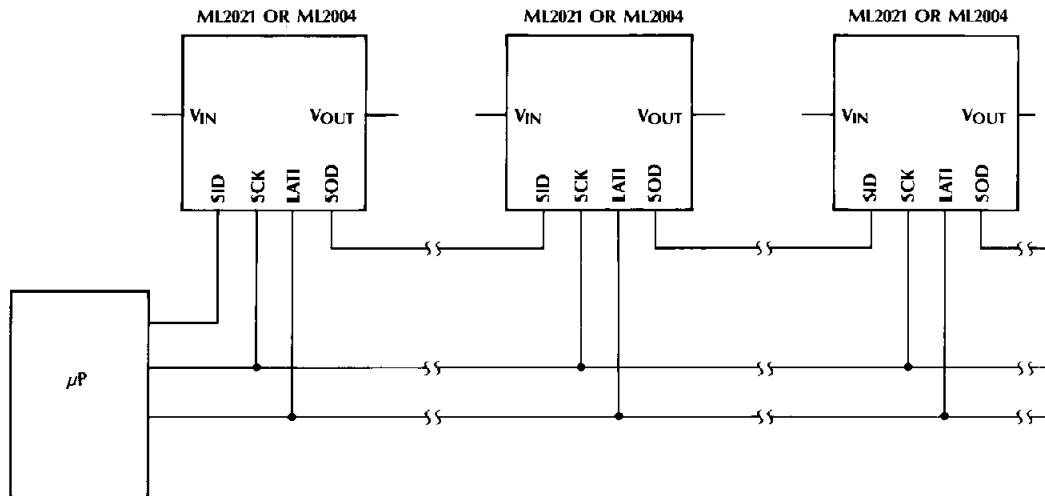 ML2021 OR ML2004 ML2021 OR ML2004 ML2021 OR ML2004
VIN VOUT VIN VOUT VIN VOUT
SID SCK LATI SOD SID SCK LATI SOD SID SCK LATI SOD
μP